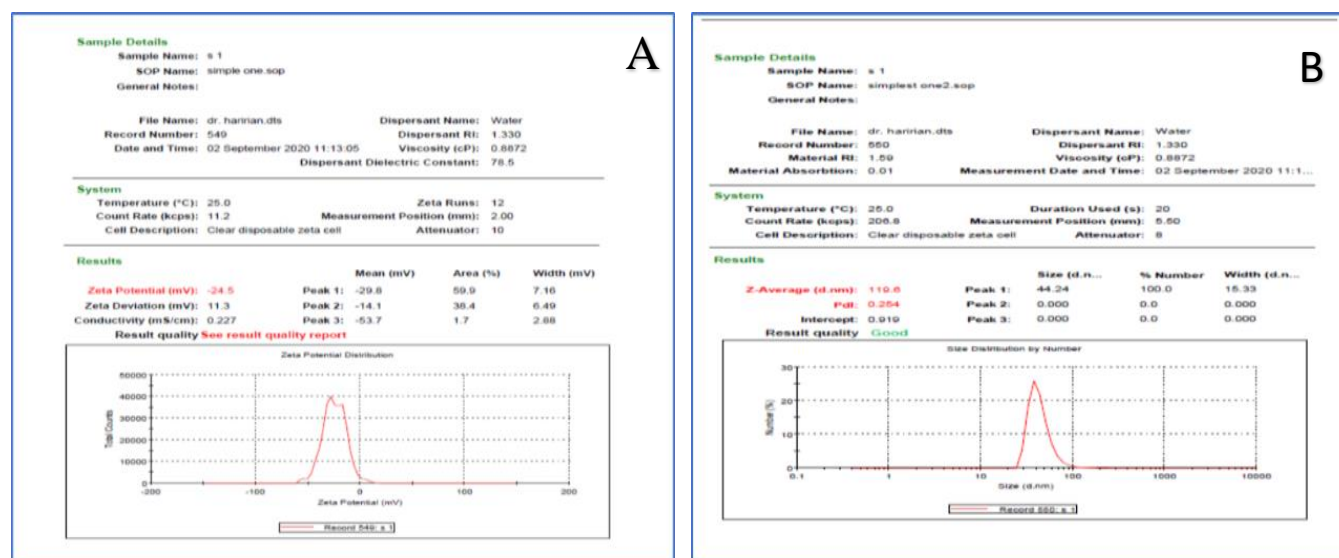 A
Sample Details
Sample Name: s 1
SOP Name: simple one.sop
General Notes:
File Name: dr. haririan.dts Dispersant Name: Water
Record Number: 549 Dispersant RI: 1.330
Date and Time: 02 September 2020 11:13:05 Viscosity (cP): 0.8872
Dispersant Dielectric Constant: 78.5
System
Temperature (°C): 25.0 Zeta Runs: 12
Count Rate (kcps): 11.2 Measurement Position (mm): 2.00
Cell Description: Clear disposable zeta cell Attenuator: 10
Results
Mean (mV) Area (%) Width (mV)
Zeta Potential (mV): -24.5 Peak 1: -29.8 59.9 7.16
Zeta Deviation (mV): 11.3 Peak 2: -14.1 38.4 6.49
Conductivity (mS/cm): 0.227 Peak 3: -53.7 1.7 2.88
Result quality See result quality report
Zeta Potential Distribution
Total Counts
50000
40000
30000
20000
10000
0
-200 -100 0 100 200
Zeta Potential (mV)
Record 549: s 1
B
Sample Details
Sample Name: s 1
SOP Name: simplest one2.sop
General Notes:
File Name: dr. haririan.dts Dispersant Name: Water
Record Number: 550 Dispersant RI: 1.330
Material RI: 1.59 Viscosity (cP): 0.8872
Material Absorbtion: 0.01 Measurement Date and Time: 02 September 2020 11:1...
System
Temperature (°C): 25.0 Duration Used (s): 20
Count Rate (kcps): 206.8 Measurement Position (mm): 5.50
Cell Description: Clear disposable zeta cell Attenuator: 8
Results
Size (d.n... % Number Width (d.n...
Z-Average (d.nm): 119.6 Peak 1: 44.24 100.0 15.33
PdI: 0.254 Peak 2: 0.000 0.0 0.000
Intercept: 0.919 Peak 3: 0.000 0.0 0.000
Result quality Good
Size Distribution by Number
Number (%)
30
20
10
0
0.1 1 10 100 1000 10000
Size (d.nm)
Record 550: s 1